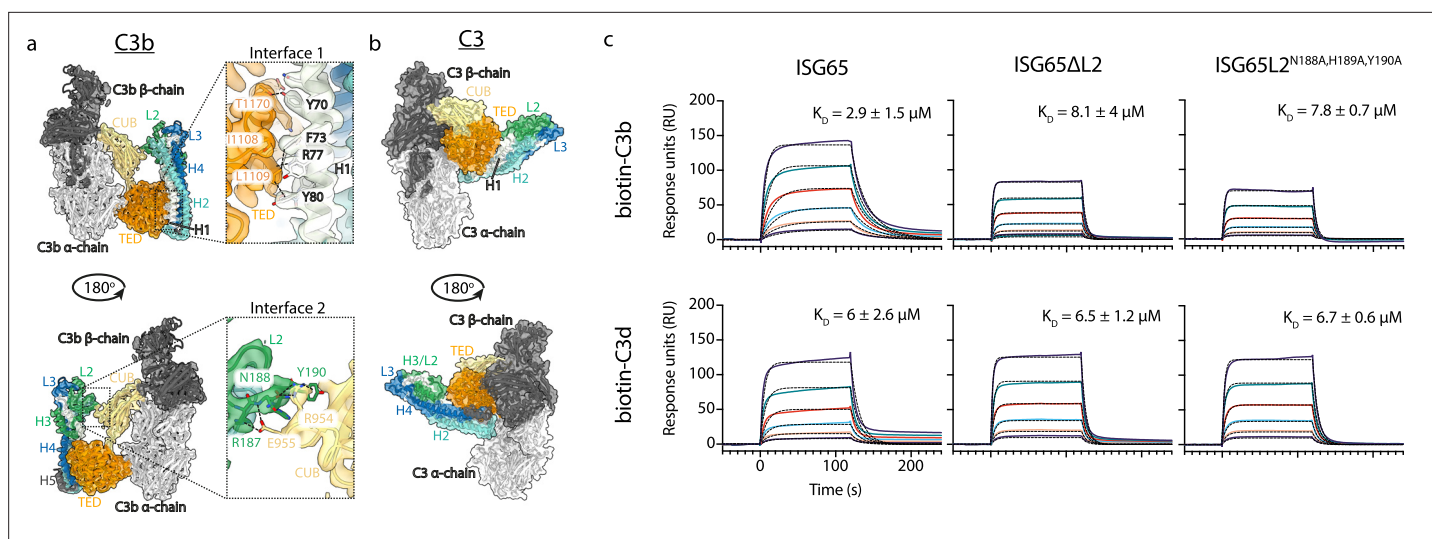 a
C3b
C3b β-chain
CUB
L2
L3
H4
H2
H1
TED
C3b α-chain
Interface 1
T1170
I1108
L1109
TED
Y70
F73
R77
H1
Y80
180°
C3b β-chain
L2
L3
CUB
H3
H4
H5
TED
C3b α-chain
Interface 2
L2
N188
Y190
R954
R187
E955
CUB
b
C3
C3 β-chain
CUB
TED
L2
L3
H1
H2
C3 α-chain
180°
C3 β-chain
TED
H3/L2
L3
H4
H2
C3 α-chain
c
ISG65
ISG65ΔL2
ISG65L2N188A,H189A,Y190A
biotin-C3b
Response units (RU)
200
150
100
50
0
KD = 2.9 ± 1.5 μM
KD = 8.1 ± 4 μM
KD = 7.8 ± 0.7 μM
biotin-C3d
Response units (RU)
200
150
100
50
0
KD = 6 ± 2.6 μM
KD = 6.5 ± 1.2 μM
KD = 6.7 ± 0.6 μM
0
200
Time (s)